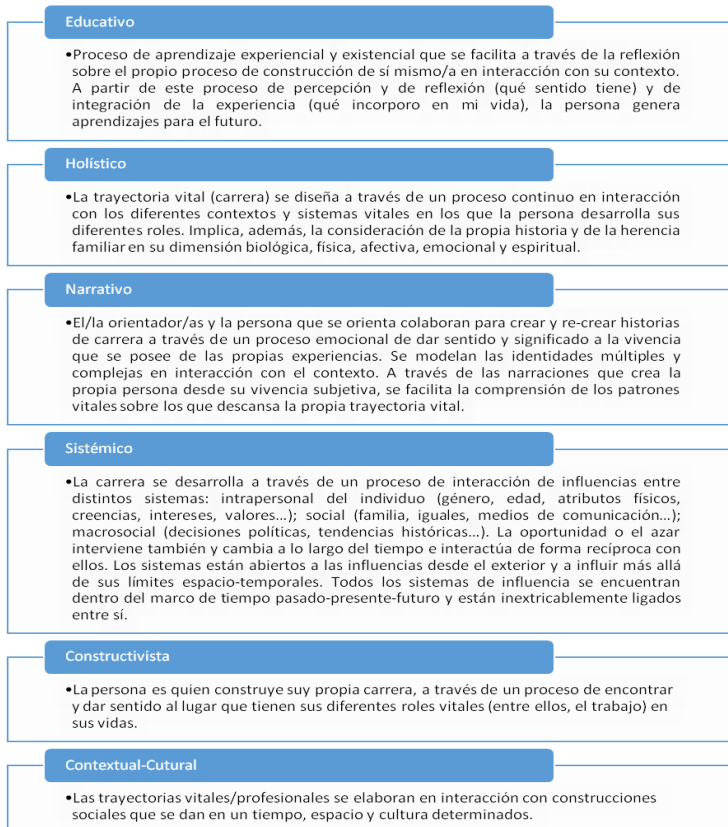 Educativo
•Proceso de aprendizaje experiencial y existencial que se facilita a través de la reflexión
sobre el propio proceso de construcción de sí mismo/a en interacción con su contexto.
A partir de este proceso de percepción y de reflexión (qué sentido tiene) y de
integración de la experiencia (qué incorporo en mi vida), la persona genera
aprendizajes para el futuro.
Holístico
•La trayectoria vital (carrera) se diseña a través de un proceso continuo en interacción
con los diferentes contextos y sistemas vitales en los que la persona desarrolla sus
diferentes roles. Implica, además, la consideración de la propia historia y de la herencia
familiar en su dimensión biológica, física, afectiva, emocional y espiritual.
Narrativo
•El/la orientador/as y la persona que se orienta colaboran para crear y re-crear historias
de carrera a través de un proceso emocional de dar sentido y significado a la vivencia
que se posee de las propias experiencias. Se modelan las identidades múltiples y
complejas en interacción con el contexto. A través de las narraciones que crea la
propia persona desde su vivencia subjetiva, se facilita la comprensión de los patrones
vitales sobre los que descansa la propia trayectoria vital.
Sistémico
•La carrera se desarrolla a través de un proceso de interacción de influencias entre
distintos sistemas: intrapersonal del individuo (género, edad, atributos físicos,
creencias, intereses, valores...); social (familia, iguales, medios de comunicación...);
macrosocial (decisiones políticas, tendencias históricas...). La oportunidad o el azar
interviene también y cambia a lo largo del tiempo e interactúa de forma recíproca con
ellos. Los sistemas están abiertos a las influencias desde el exterior y a influir más allá
de sus límites espacio-temporales. Todos los sistemas de influencia se encuentran
dentro del marco de tiempo pasado-presente-futuro y están inextricablemente ligados
entre sí.
Constructivista
•La persona es quien construye suy propia carrera, a través de un proceso de encontrar
y dar sentido al lugar que tienen sus diferentes roles vitales (entre ellos, el trabajo) en
sus vidas.
Contextual-Cutural
•Las trayectorias vitales/profesionales se elaboran en interacción con construcciones
sociales que se dan en un tiempo, espacio y cultura determinados.